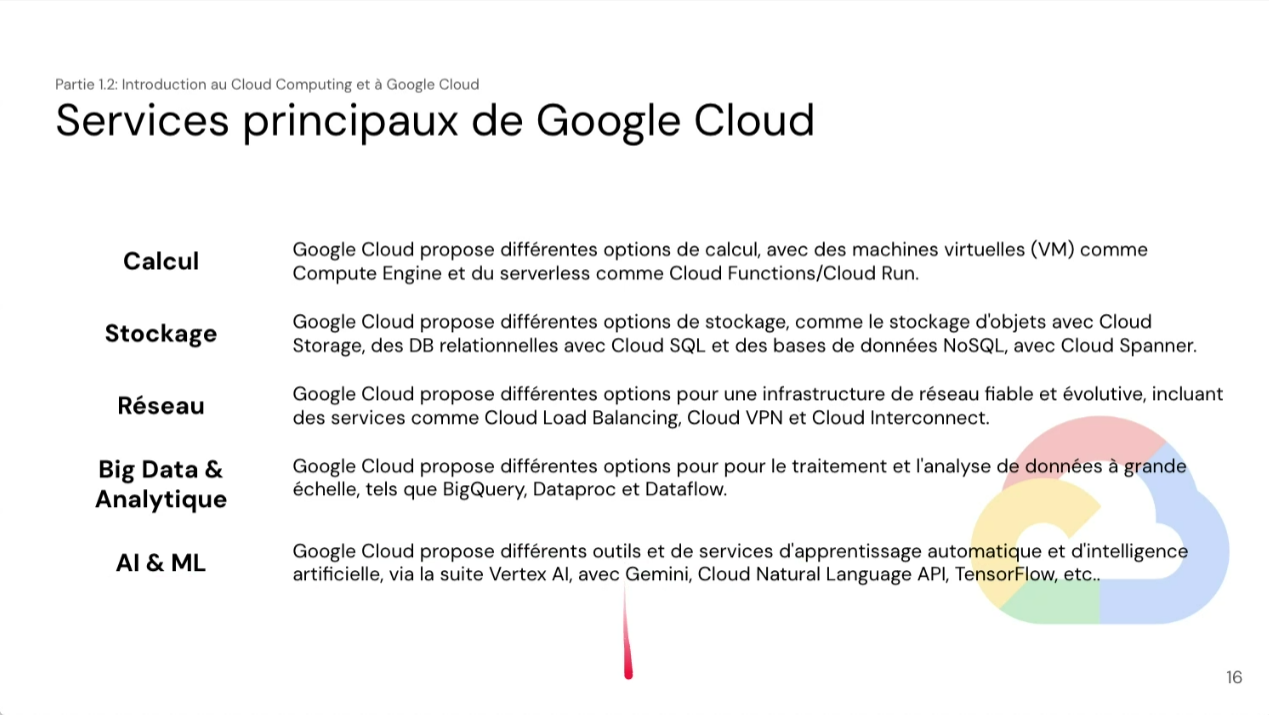 Partie 1.2: Introduction au Cloud Computing et à Google Cloud
Services principaux de Google Cloud
Calcul
Google Cloud propose différentes options de calcul, avec des machines virtuelles (VM) comme
Compute Engine et du serverless comme Cloud Functions/Cloud Run.
Stockage
Google Cloud propose différentes options de stockage, comme le stockage d'objets avec Cloud
Storage, des DB relationnelles avec Cloud SQL et des bases de données NoSQL, avec Cloud Spanner.
Réseau
Google Cloud propose différentes options pour une infrastructure de réseau fiable et évolutive, incluant
des services comme Cloud Load Balancing, Cloud VPN et Cloud Interconnect.
Big Data &
Analytique
Google Cloud propose différentes options pour pour le traitement et l'analyse de données à grande
échelle, tels que BigQuery, Dataproc et Dataflow.
AI & ML
Google Cloud propose différents outils et de services d'apprentissage automatique et d'intelligence
artificielle, via la suite Vertex AI, avec Gemini, Cloud Natural Language API, TensorFlow, etc..
16